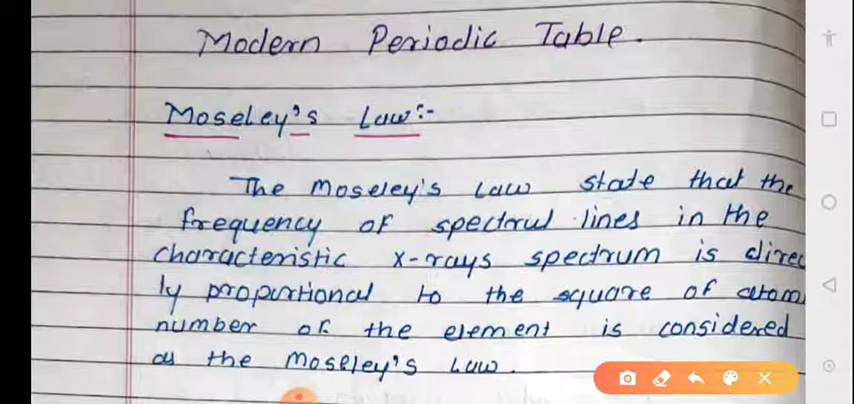 Modern Periodic Table.
Moseley's Law:-
The Moseley's Law state that the
frequency of spectrul lines in the
characteristic x-rays spectrum is direc
ly proportional to the square of atom
number of the element is considered
as the Moseley's Law.